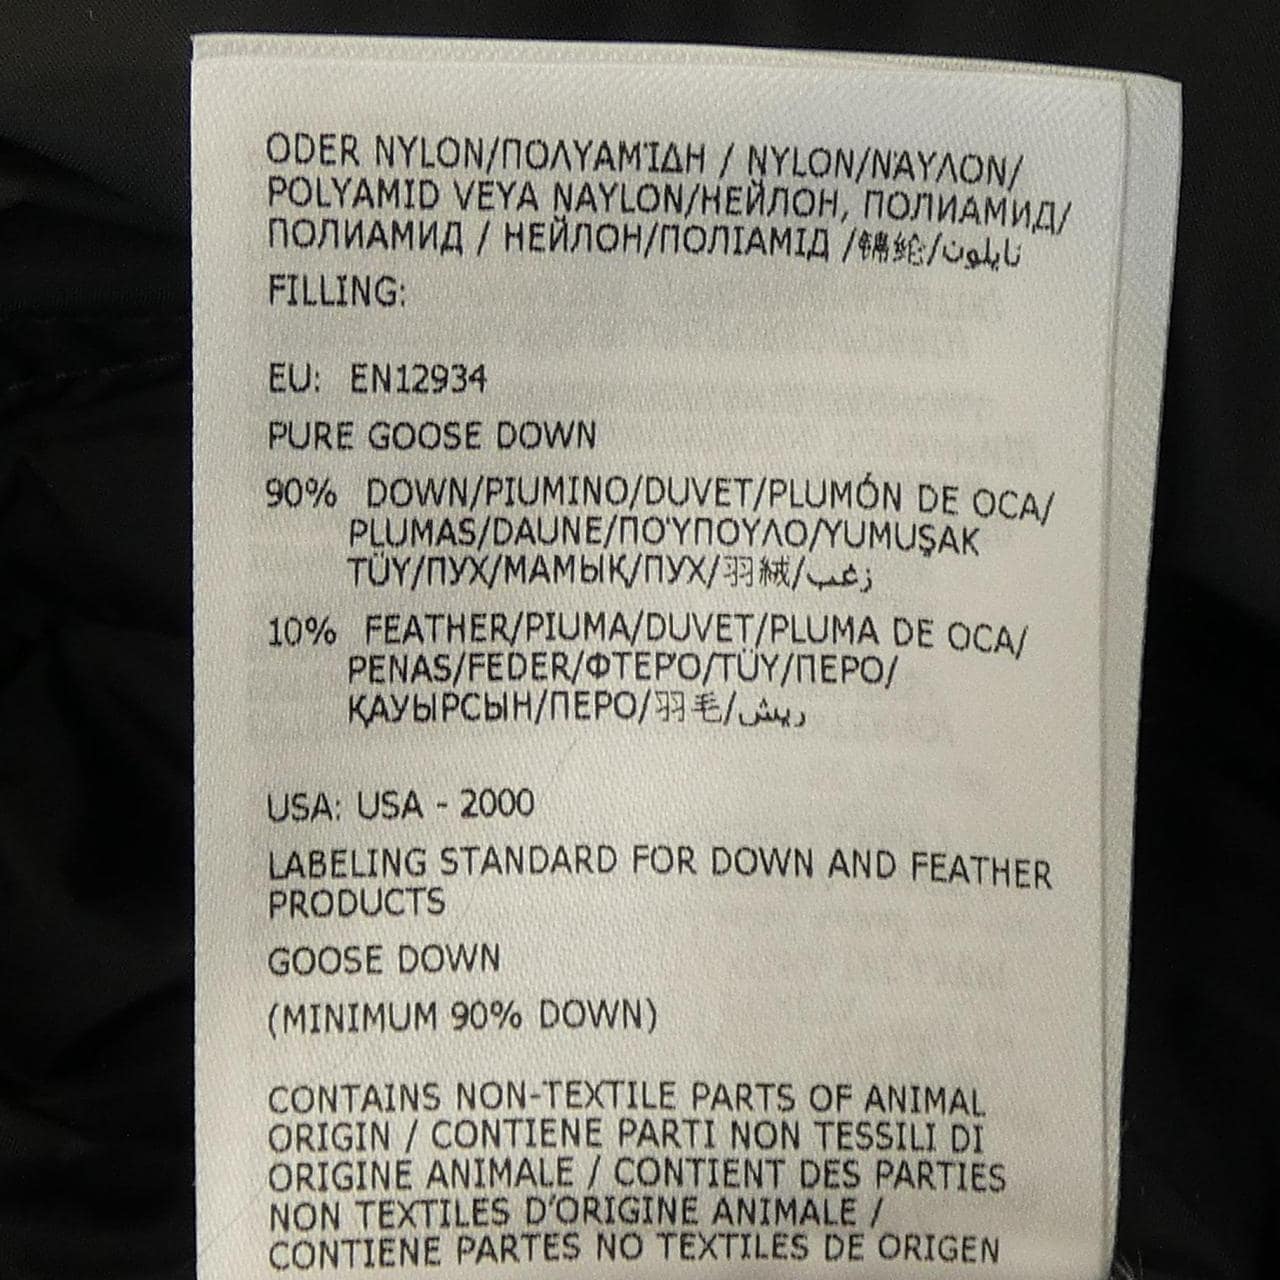 ODER NYLON/ΠΟΛΥΑΜΊΔΗ / NYLON/ΝΆΥΛΟΝ/
POLYAMID VEYA NAYLON/НЕЙЛОН, ПОЛИАМИД/
ПОЛИАМИД / НЕЙЛОН/ПОЛІАМІД /锦纶/نايلون
FILLING:
EU: EN12934
PURE GOOSE DOWN
90% DOWN/PIUMINO/DUVET/PLUMÓN DE OCA/
PLUMAS/DAUNE/ΠΟΎΠΟΥΛΟ/YUMUŞAK
TÜY/ПУХ/МАМЫҚ/ПУХ/羽絨/زغب
10% FEATHER/PIUMA/DUVET/PLUMA DE OCA/
PENAS/FEDER/ΦΤΕΡΌ/TÜY/ПЕРО/
ҚАУЫРСЫН/ПЕРО/羽毛/ريش
USA: USA - 2000
LABELING STANDARD FOR DOWN AND FEATHER
PRODUCTS
GOOSE DOWN
(MINIMUM 90% DOWN)
CONTAINS NON-TEXTILE PARTS OF ANIMAL
ORIGIN / CONTIENE PARTI NON TESSILI DI
ORIGINE ANIMALE / CONTIENT DES PARTIES
NON TEXTILES D'ORIGINE ANIMALE /
CONTIENE PARTES NO TEXTILES DE ORIGEN